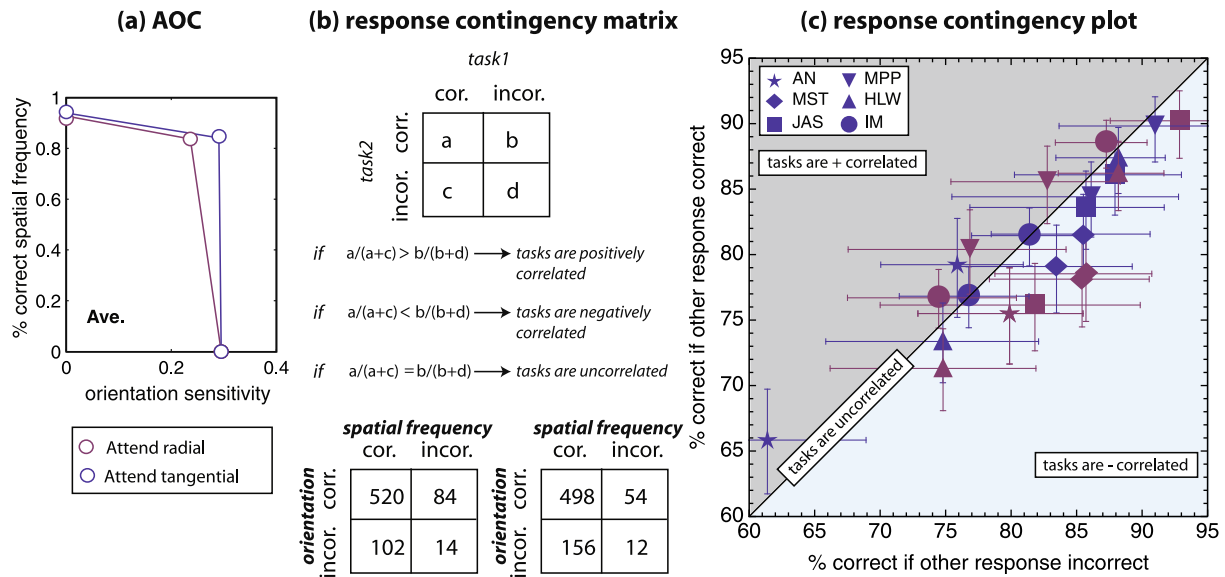 (a) AOC
% correct spatial frequency
1
0.8
0.6
0.4
0.2
0
Ave.
0
0.2
0.4
orientation sensitivity
Attend radial
Attend tangential
(b) response contingency matrix
task1
cor. incor.
task2
corr.
incor.
a b
c d
if a/(a+c) > b/(b+d) tasks are positively
correlated
if a/(a+c) < b/(b+d) tasks are negatively
correlated
if a/(a+c) = b/(b+d) tasks are uncorrelated
spatial frequency
cor. incor.
orientation
corr.
incor.
520 84
102 14
spatial frequency
cor. incor.
orientation
corr.
incor.
498 54
156 12
(c) response contingency plot
% correct if other response correct
95
90
85
80
75
70
65
60
AN MPP
MST HLW
JAS IM
tasks are + correlated
tasks are uncorrelated
tasks are - correlated
60 65 70 75 80 85 90 95
% correct if other response incorrect